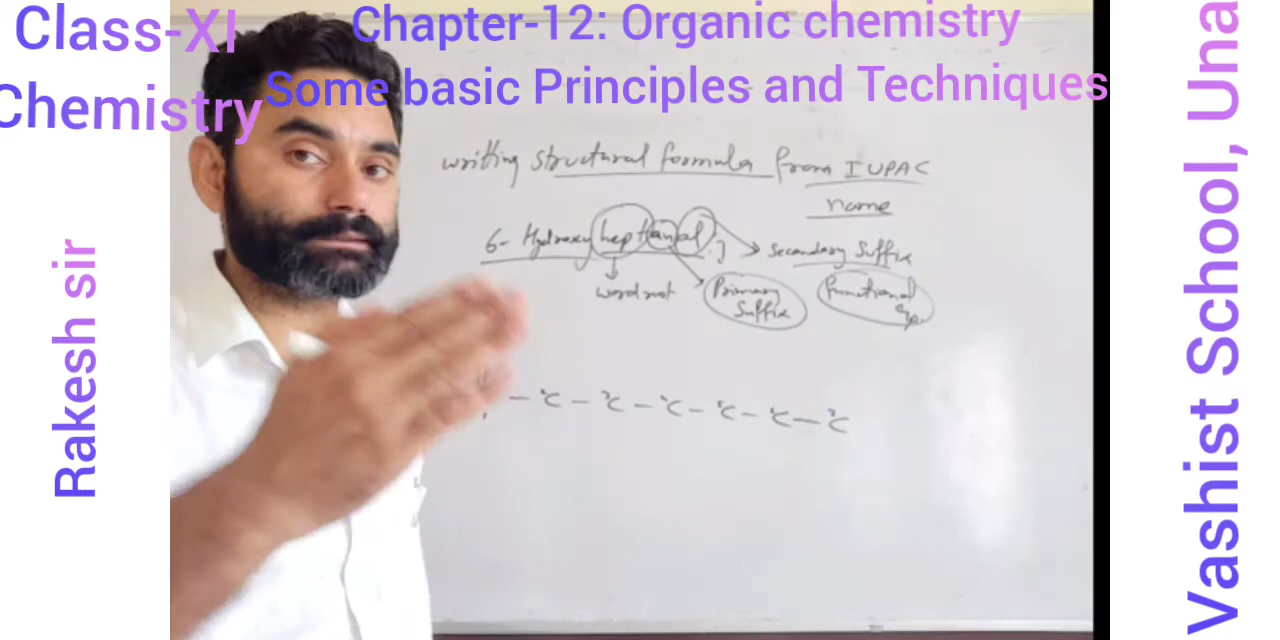 Class-XI
Chemistry
Chapter-12: Organic chemistry
Some basic Principles and Techniques
Rakesh sir
Vashist School, Una
writting structural formula from IUPAC
name
6- Hydroxy heptanal
Secondary Suffix
word root
Primary
Suffix
functional
gp.
- C - C - C - C - C - C